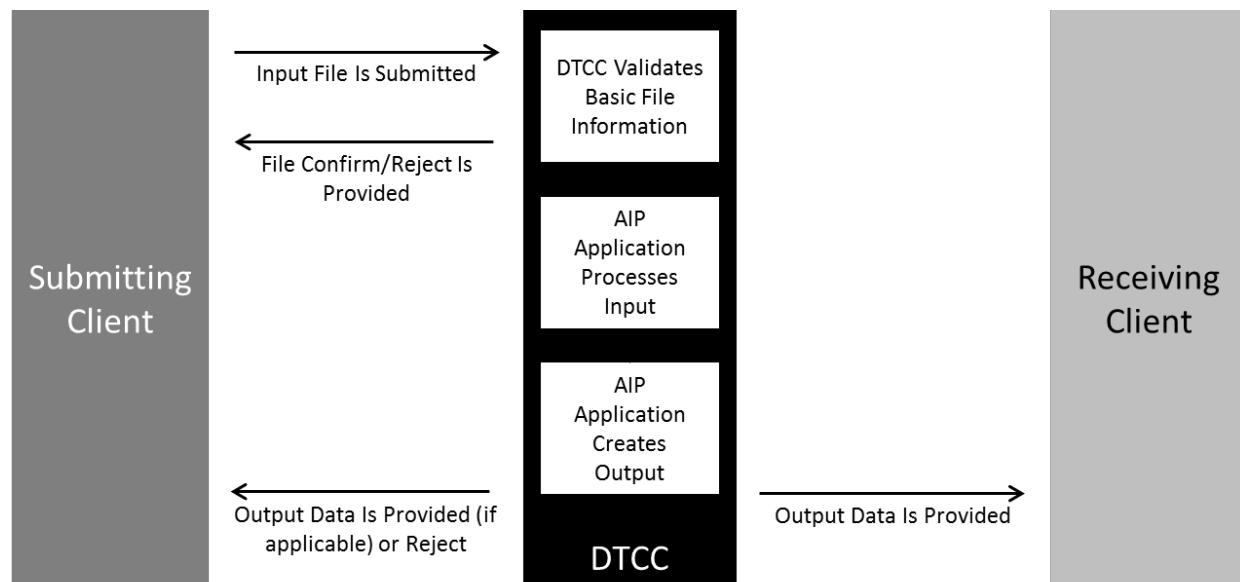 Input File Is Submitted
DTCC Validates
Basic File
Information
File Confirm/Reject Is
Provided
AIP
Application
Processes
Input
Submitting
Client
Receiving
Client
AIP
Application
Creates
Output
Output Data Is Provided (if
applicable) or Reject
Output Data Is Provided
DTCC